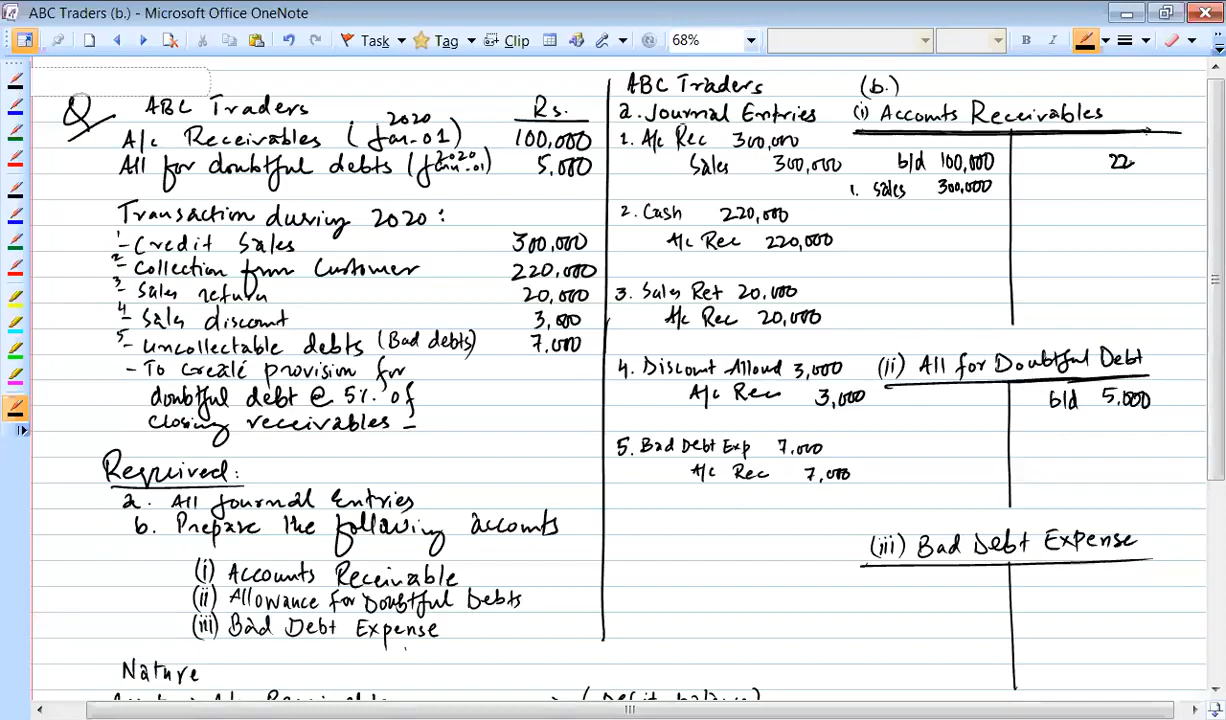 ABC Traders (b.) - Microsoft Office OneNote
Task
Tag
Clip
68%
B I
Q ABC Traders Rs.
2020
A/c Receivables (Jan-01) 100,000
2020
All for doubtful debts (Jan-01) 5,000
Transaction during 2020:
1- Credit Sales 300,000
2- Collection from Customer 220,000
3- Sales return 20,000
4- Sales discount 3,000
5- Uncollectable debts (Bad debts) 7,000
- To create provision for
doubtful debt @ 5% of
closing receivables -
Required:
a. All Journal Entries
b. Prepare the following accounts
(i) Accounts Receivable
(ii) Allowance for Doubtful Debts
(iii) Bad Debt Expense
Nature
ABC Traders
a. Journal Entries
1. A/c Rec 300,000
Sales 300,000
2. Cash 220,000
A/c Rec 220,000
3. Sales Ret 20,000
A/c Rec 20,000
4. Discount Allowd 3,000
A/c Rec 3,000
5. Bad Debt Exp 7,000
A/c Rec 7,000
(b.)
(i) Accounts Receivables
b/d 100,000 22
1. Sales 300,000
(ii) All for Doubtful Debt
b/d 5,000
(iii) Bad Debt Expense
(Debit balance)